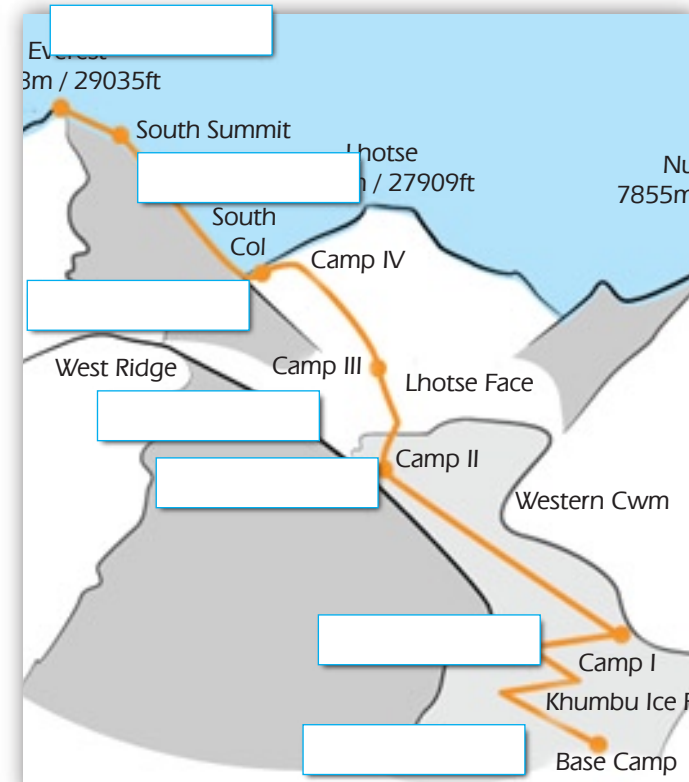 Everest
3m / 29035ft
South Summit
Lhotse
/ 27909ft
Nu
7855m
South
Col
Camp IV
West Ridge
Camp III
Lhotse Face
Camp II
Western Cwm
Camp I
Khumbu Ice F
Base Camp